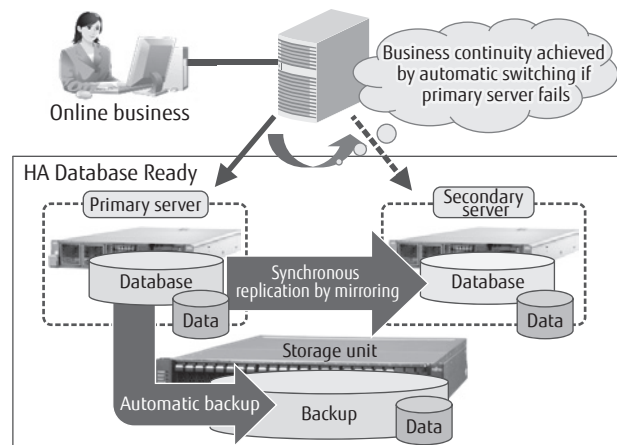 Online business
Business continuity achieved
by automatic switching if
primary server fails
HA Database Ready
Primary server
Secondary
server
Database
Data
Synchronous
replication by mirroring
Database
Data
Storage unit
Automatic backup
Backup
Data